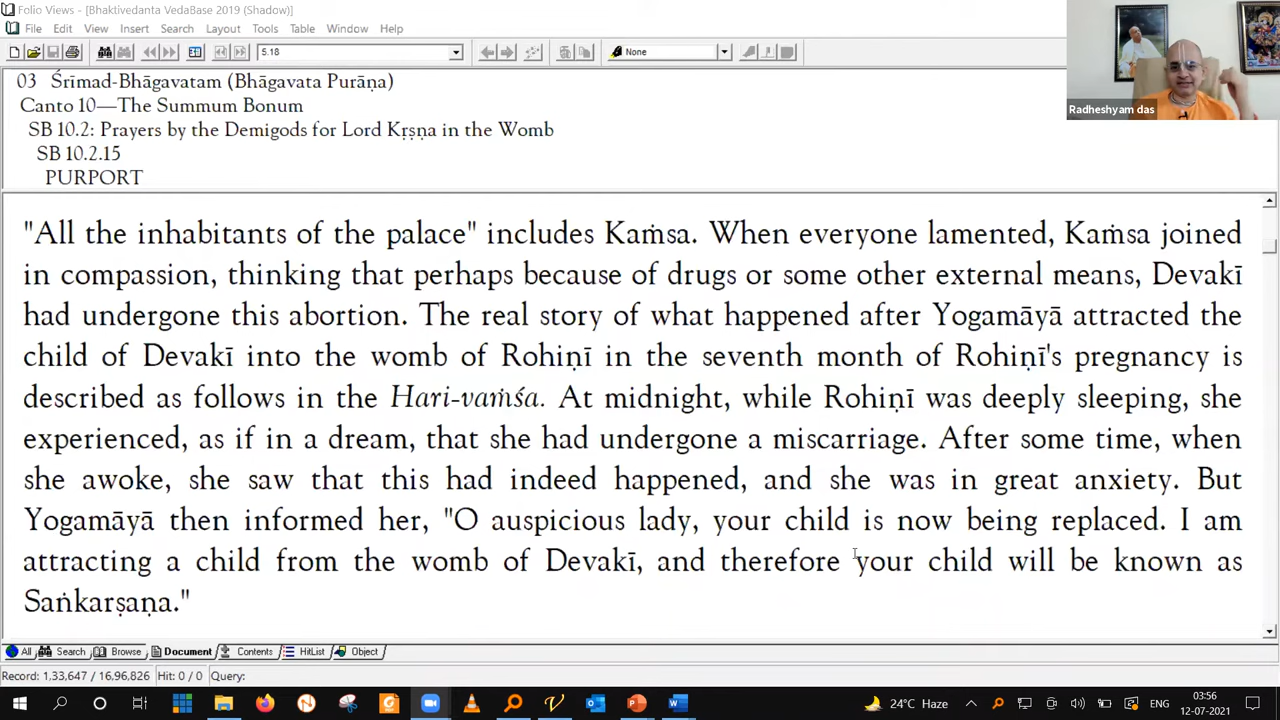 Folio Views - [Bhaktivedanta VedaBase 2019 (Shadow)]
File Edit View Insert Search Layout Tools Table Window Help
5.18
None
03 Śrīmad-Bhāgavatam (Bhāgavata Purāṇa)
Canto 10—The Summum Bonum
SB 10.2: Prayers by the Demigods for Lord Kṛṣṇa in the Womb
SB 10.2.15
PURPORT
Radheshyam das
"All the inhabitants of the palace" includes Kaṁsa. When everyone lamented, Kaṁsa joined
in compassion, thinking that perhaps because of drugs or some other external means, Devakī
had undergone this abortion. The real story of what happened after Yogamāyā attracted the
child of Devakī into the womb of Rohiṇī in the seventh month of Rohiṇī's pregnancy is
described as follows in the Hari-vaṁśa. At midnight, while Rohiṇī was deeply sleeping, she
experienced, as if in a dream, that she had undergone a miscarriage. After some time, when
she awoke, she saw that this had indeed happened, and she was in great anxiety. But
Yogamāyā then informed her, "O auspicious lady, your child is now being replaced. I am
attracting a child from the womb of Devakī, and therefore your child will be known as
Saṅkarṣaṇa."
All Search Browse Document Contents HitList Object
Record: 1,33,647 / 16,96,826 Hit: 0 / 0 Query:
24°C Haze ENG 03:56
12-07-2021